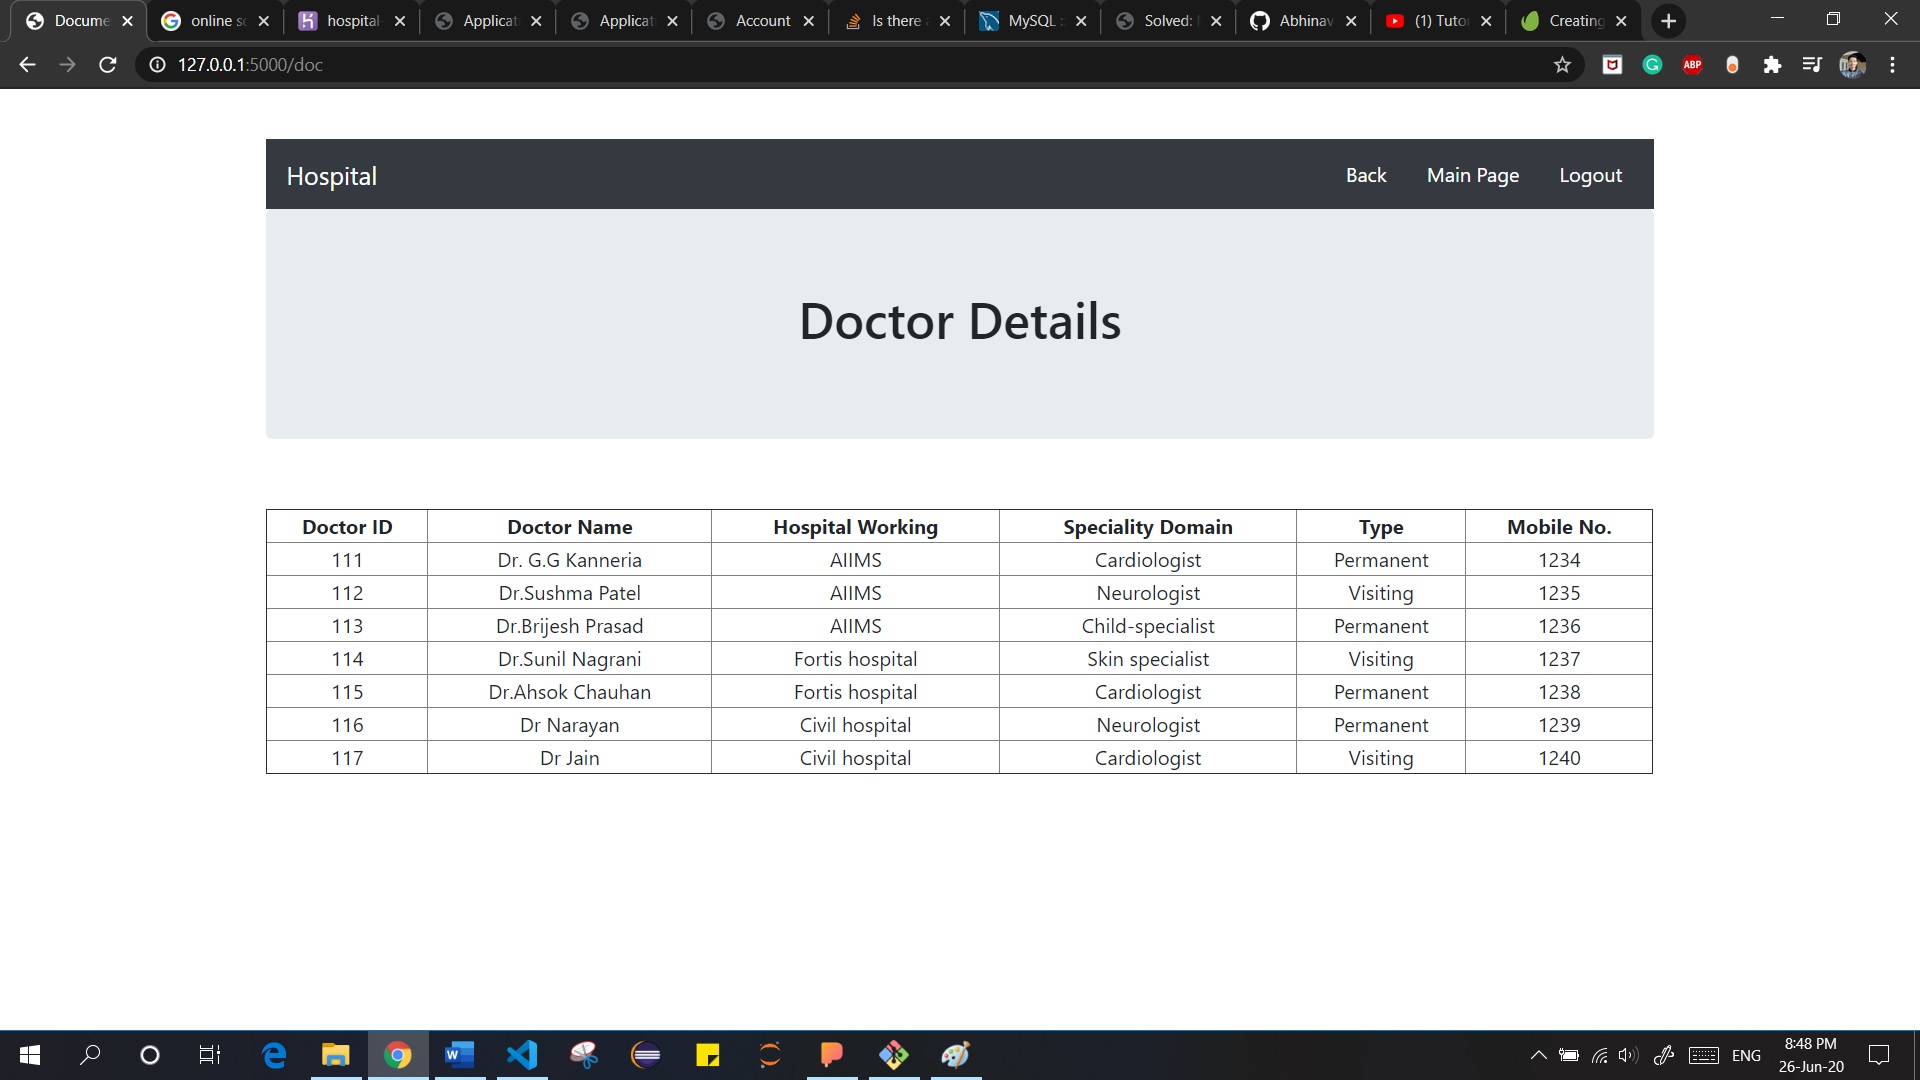 Docume online sc hospital- Applicati Applicati Account Is there a MySQL :: Solved: Abhinav (1) Tutor Creating
127.0.0.1:5000/doc
ABP
Hospital Back Main Page Logout
Doctor Details
Doctor ID Doctor Name Hospital Working Speciality Domain Type Mobile No.
111 Dr. G.G Kanneria AIIMS Cardiologist Permanent 1234
112 Dr.Sushma Patel AIIMS Neurologist Visiting 1235
113 Dr.Brijesh Prasad AIIMS Child-specialist Permanent 1236
114 Dr.Sunil Nagrani Fortis hospital Skin specialist Visiting 1237
115 Dr.Ahsok Chauhan Fortis hospital Cardiologist Permanent 1238
116 Dr Narayan Civil hospital Neurologist Permanent 1239
117 Dr Jain Civil hospital Cardiologist Visiting 1240
ENG
8:48 PM
26-Jun-20